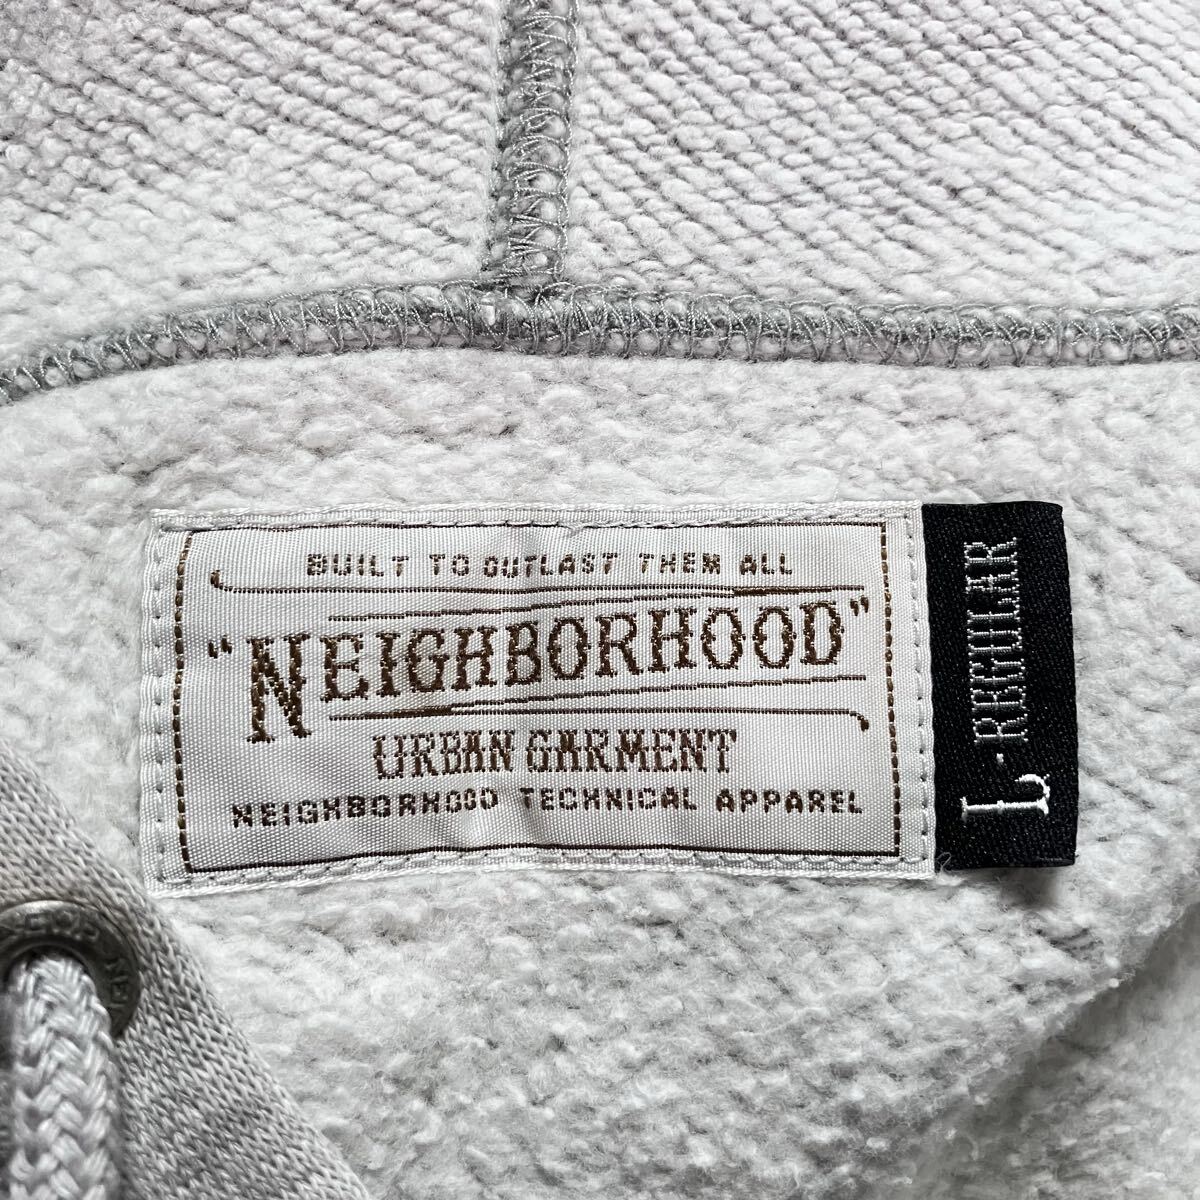 BUILT TO OUTLAST THEM ALL
"NEIGHBORHOOD"
URBAN GARMENT
NEIGHBORHOOD TECHNICAL APPAREL
L-REGULAR